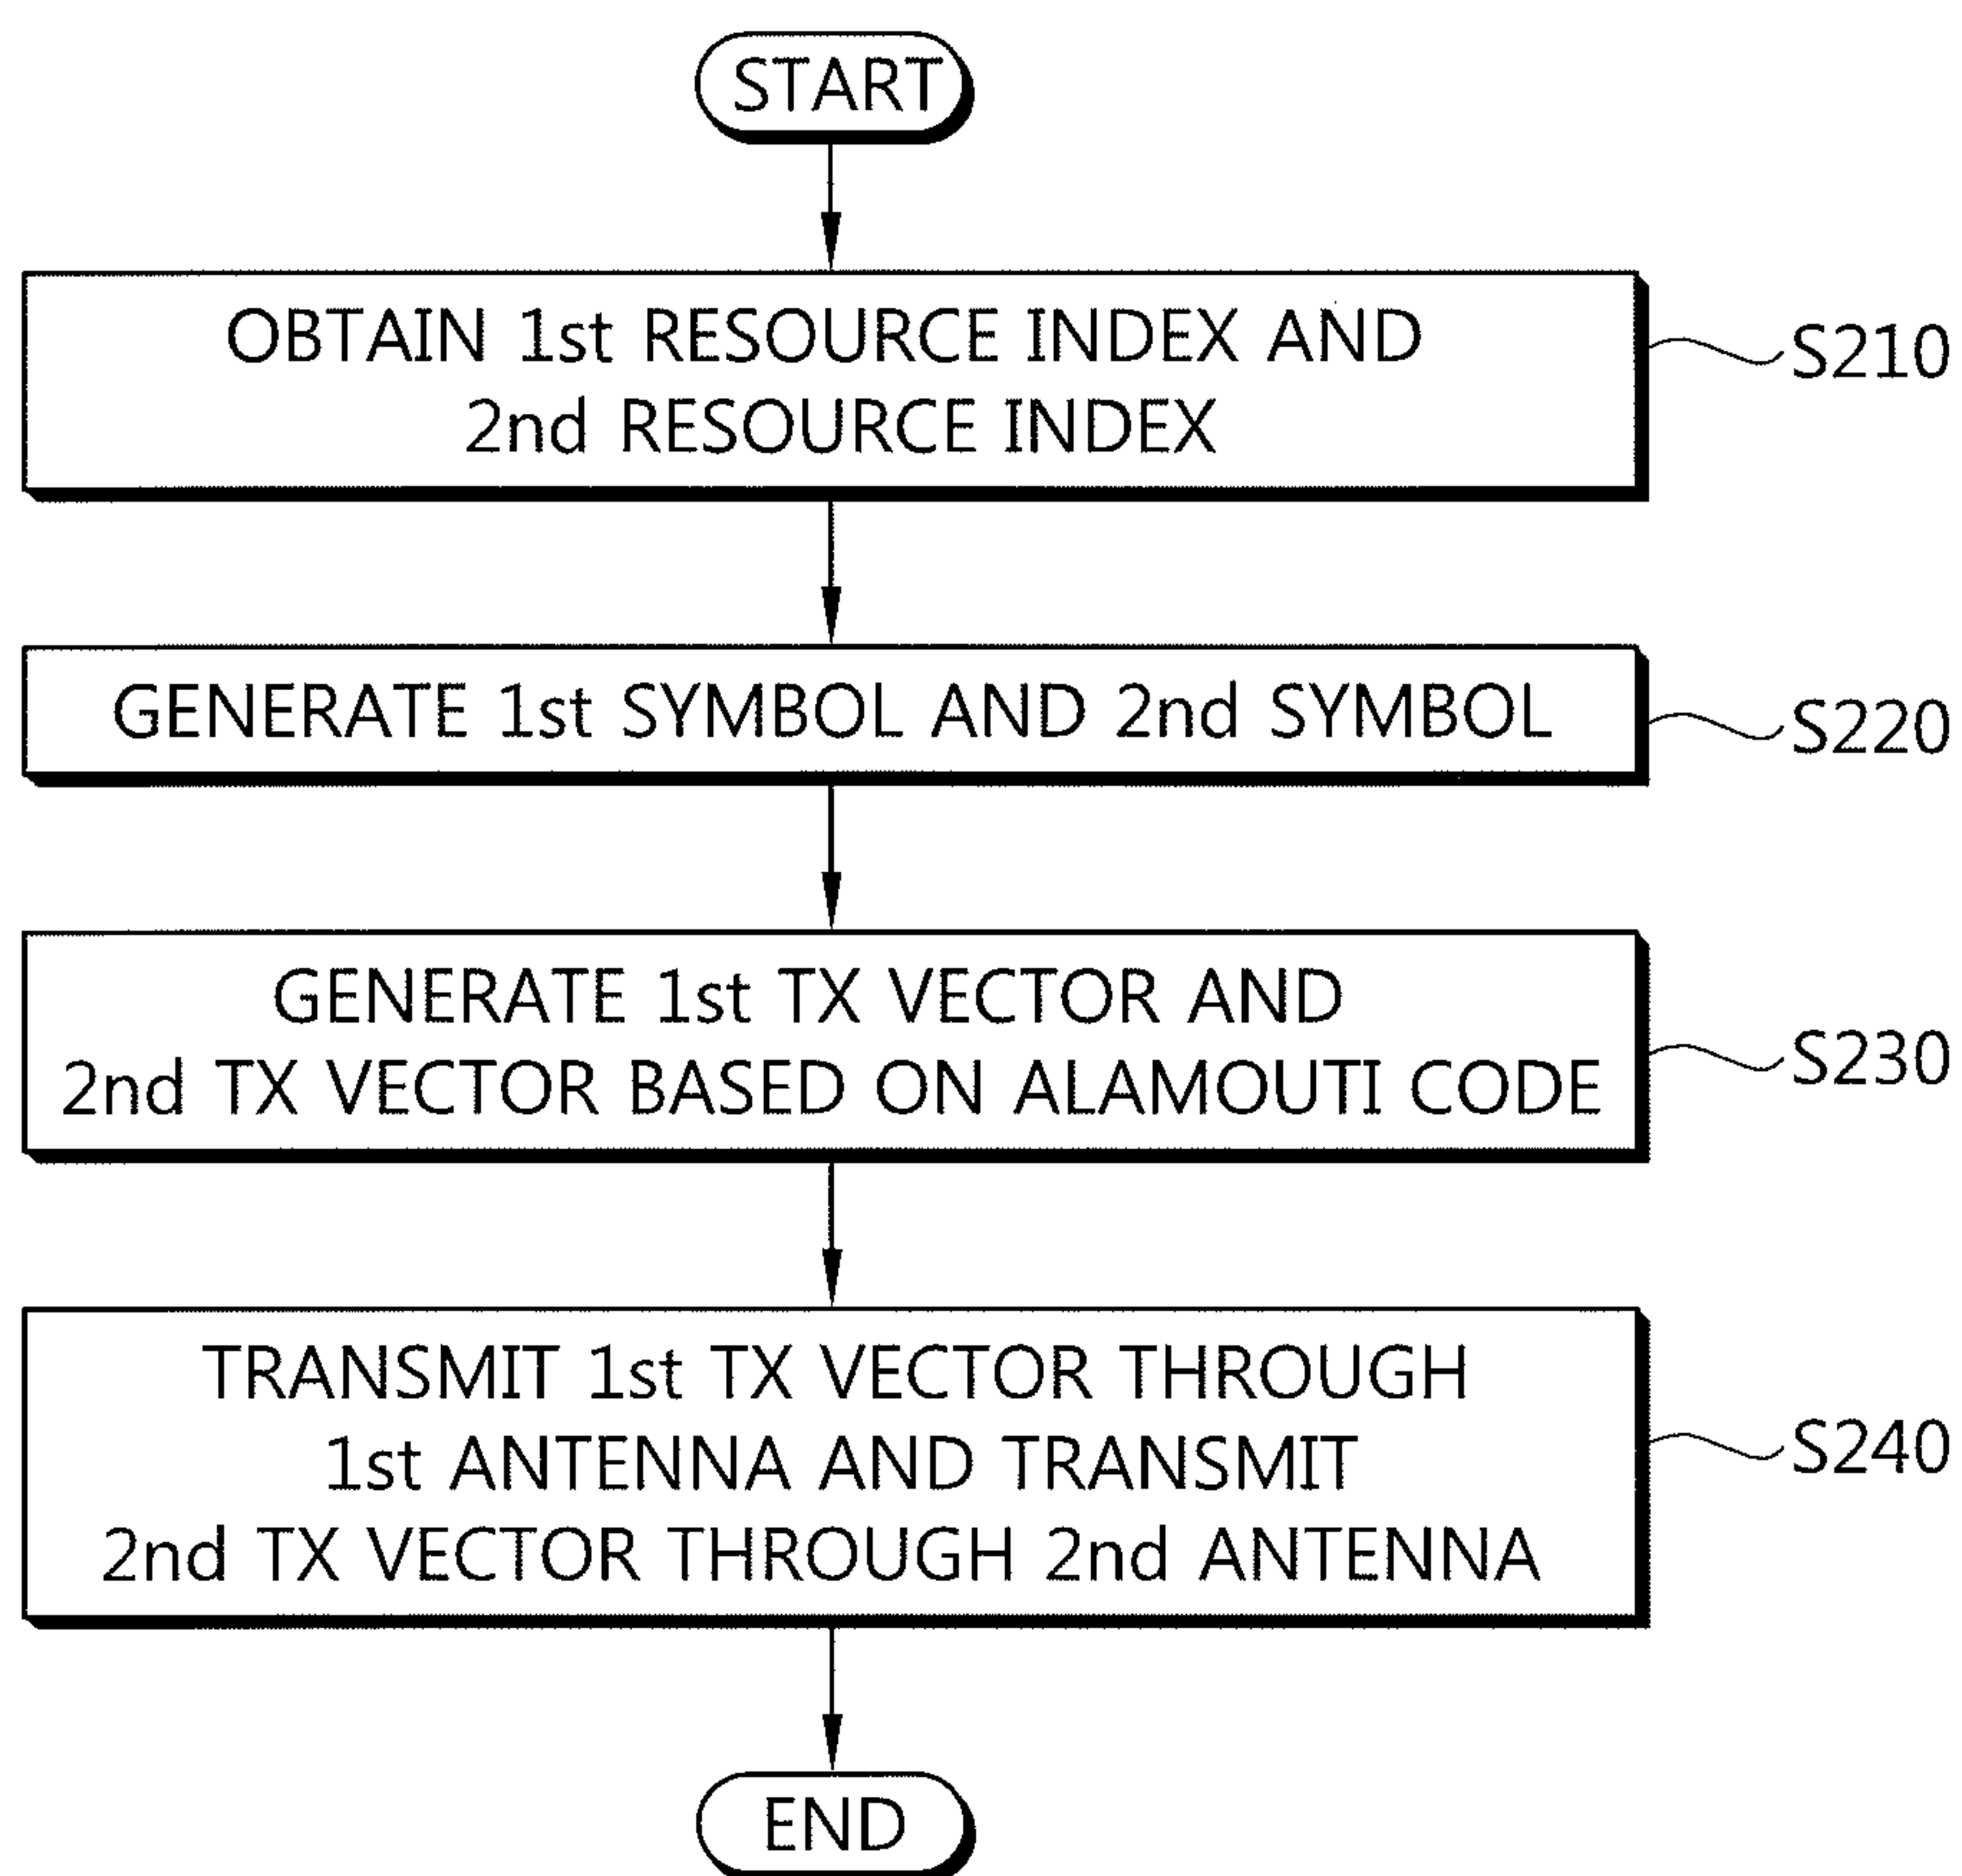 START
OBTAIN 1st RESOURCE INDEX AND
2nd RESOURCE INDEX
S210
GENERATE 1st SYMBOL AND 2nd SYMBOL
S220
GENERATE 1st TX VECTOR AND
2nd TX VECTOR BASED ON ALAMOUTI CODE
S230
TRANSMIT 1st TX VECTOR THROUGH
1st ANTENNA AND TRANSMIT
2nd TX VECTOR THROUGH 2nd ANTENNA
S240
END